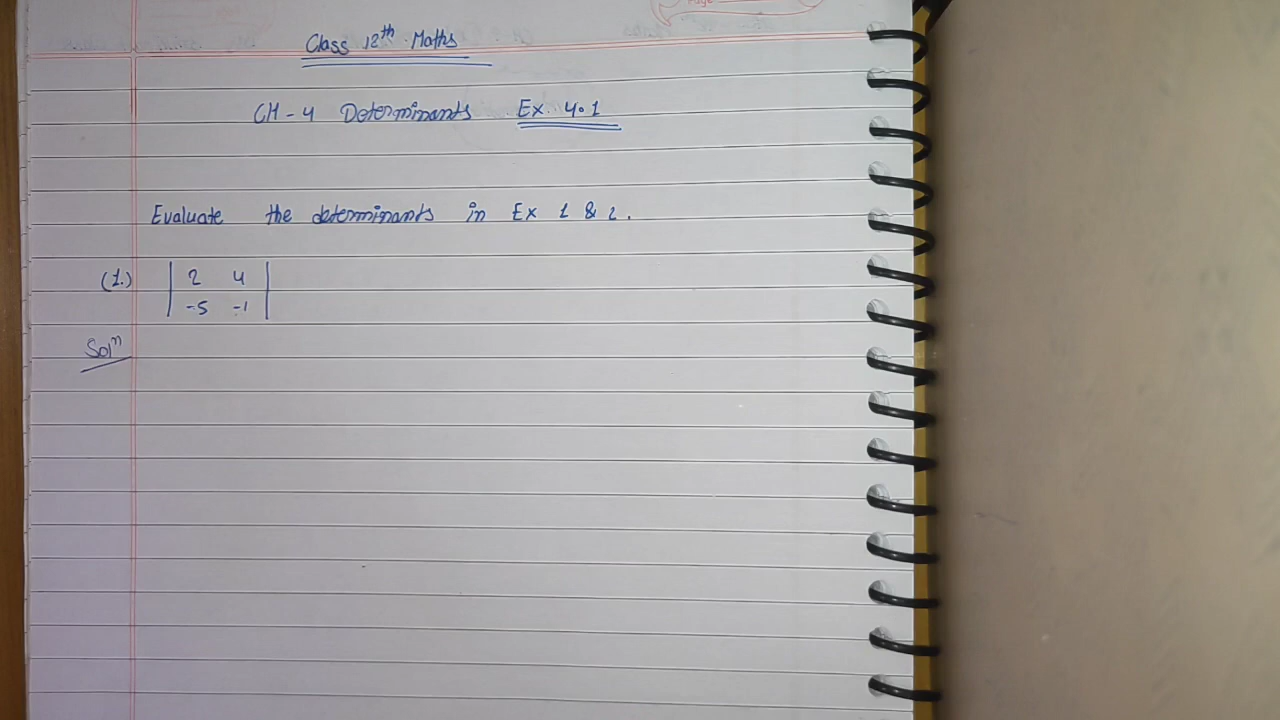 Page
Class 12th Maths
CH-4 Determinants Ex. 4.1
Evaluate the determinants in Ex 1 & 2.
(1.) | 2 4 |
| -5 -1 |
Solⁿ